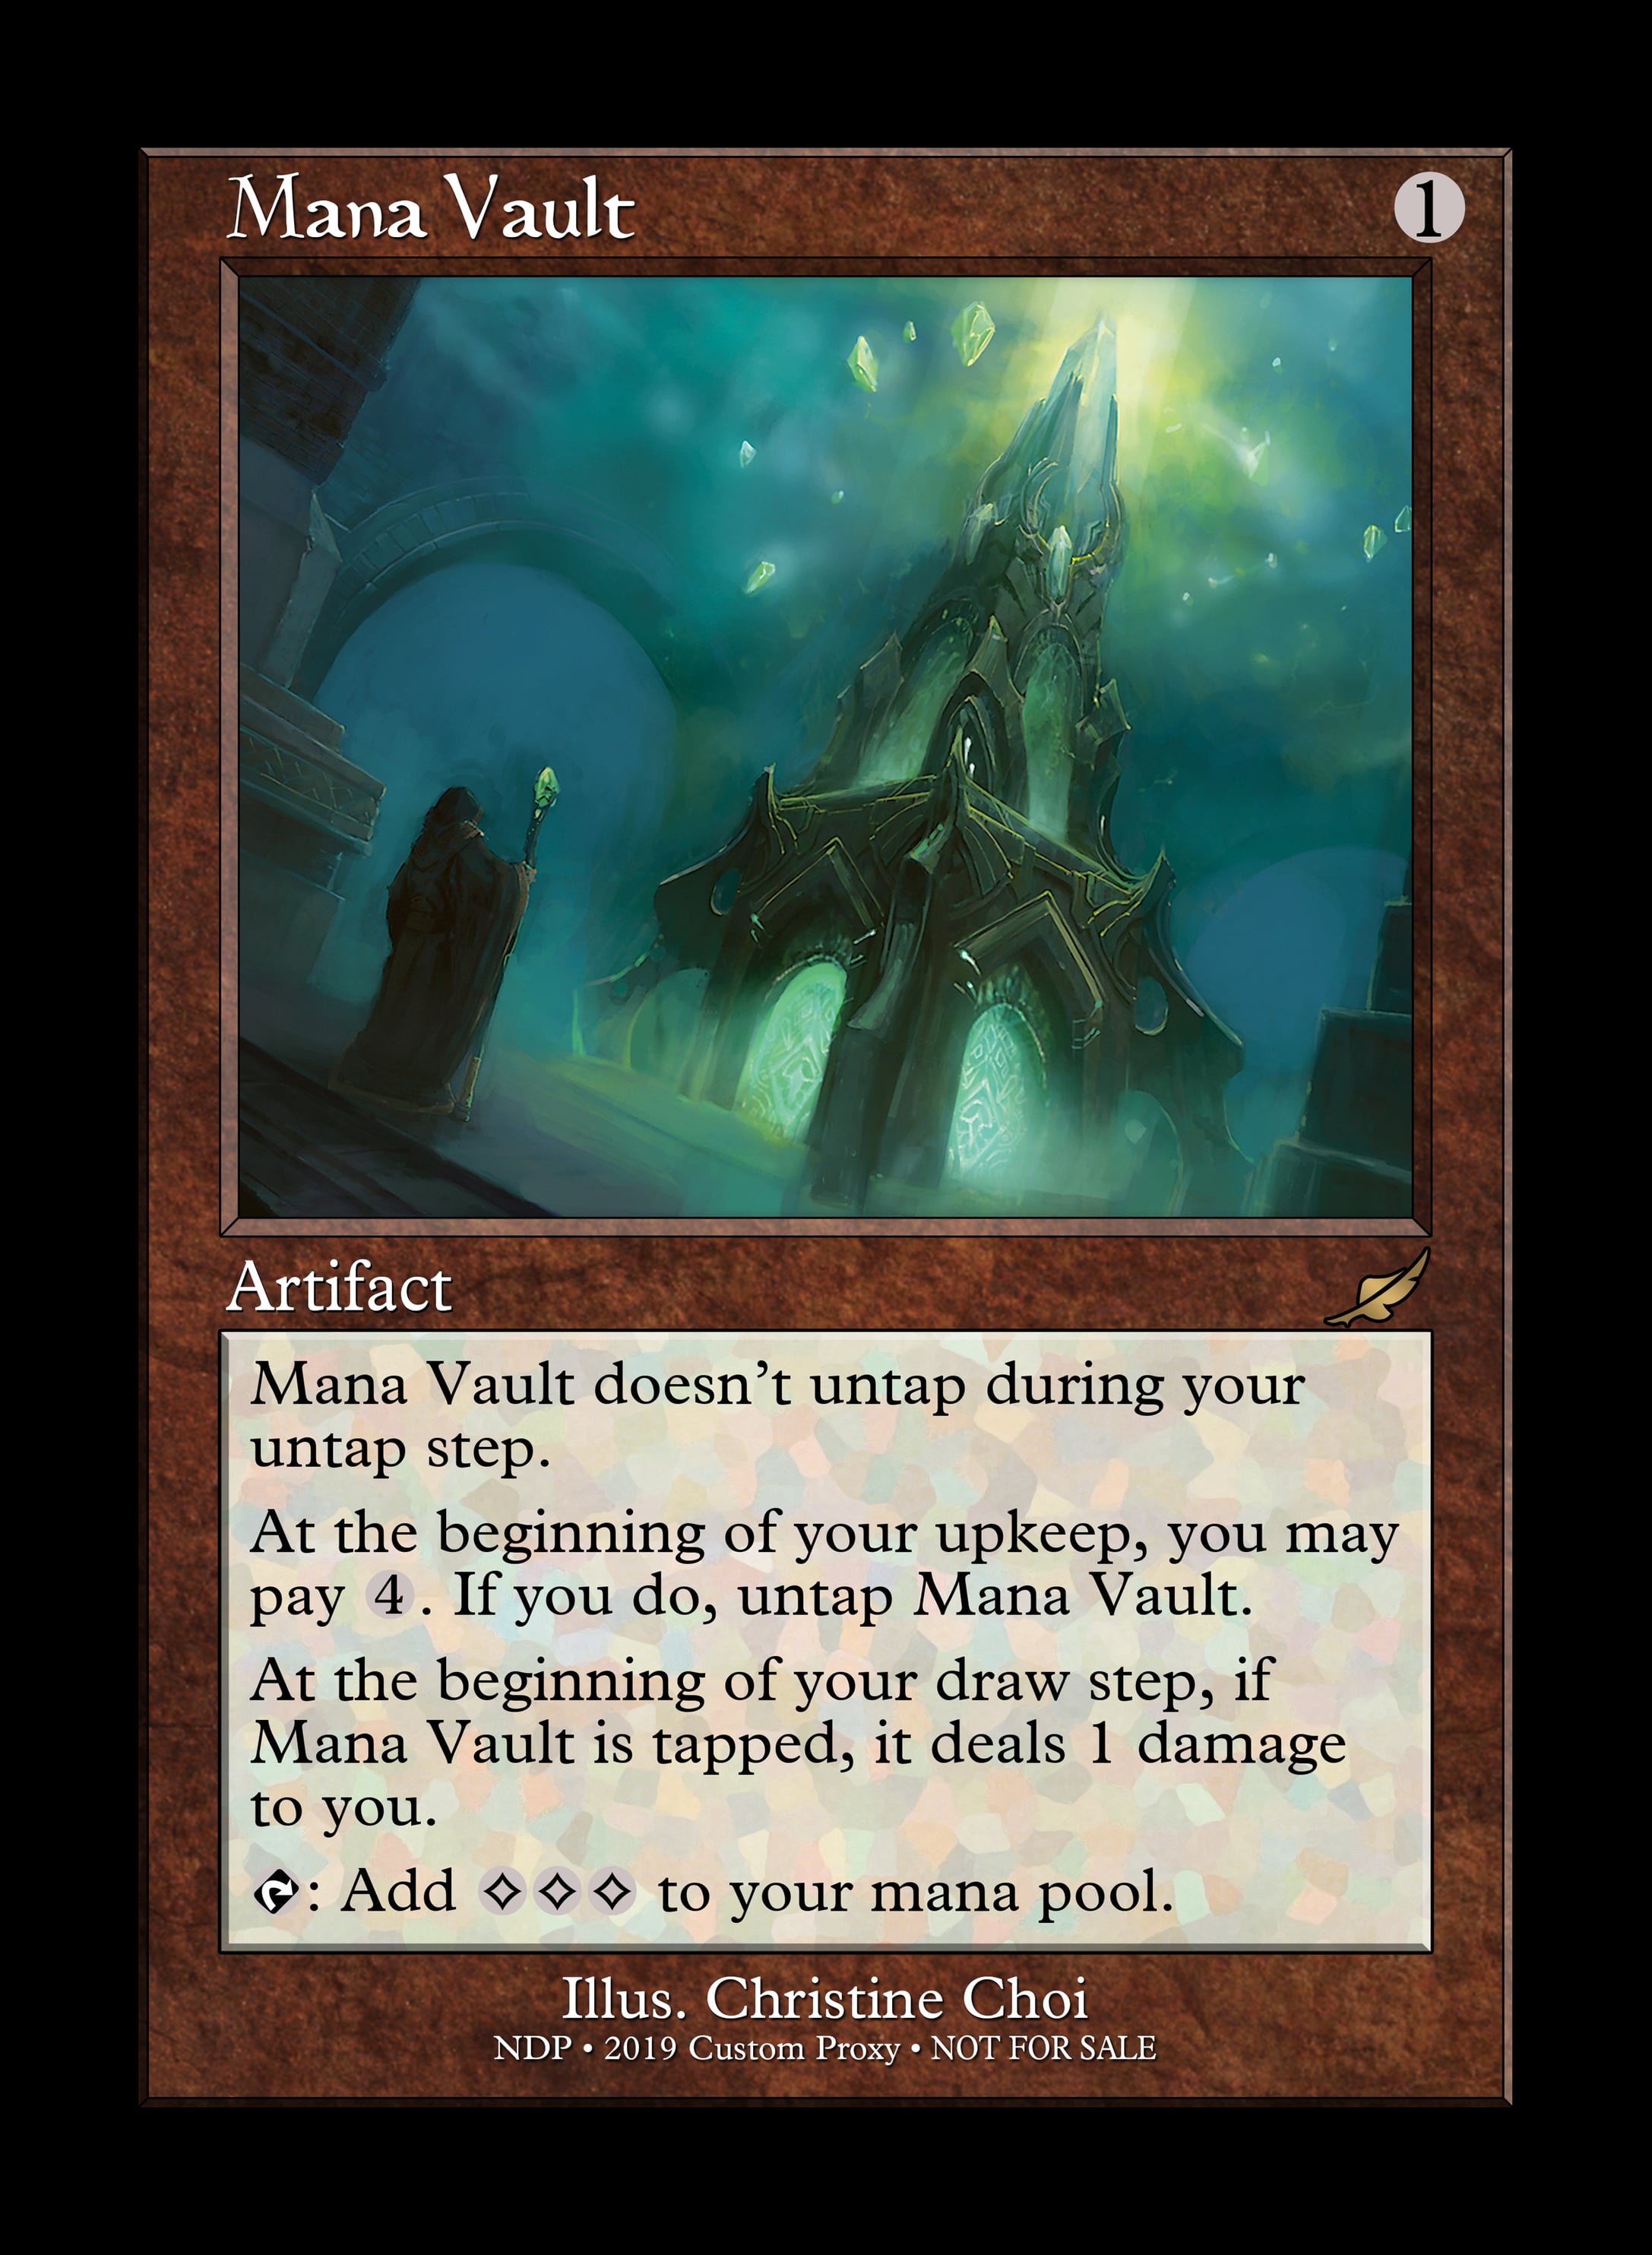 Mana Vault 1
Artifact
Mana Vault doesn't untap during your
untap step.
At the beginning of your upkeep, you may
pay 4. If you do, untap Mana Vault.
At the beginning of your draw step, if
Mana Vault is tapped, it deals 1 damage
to you.
: Add to your mana pool.
Illus. Christine Choi
NDP • 2019 Custom Proxy • NOT FOR SALE